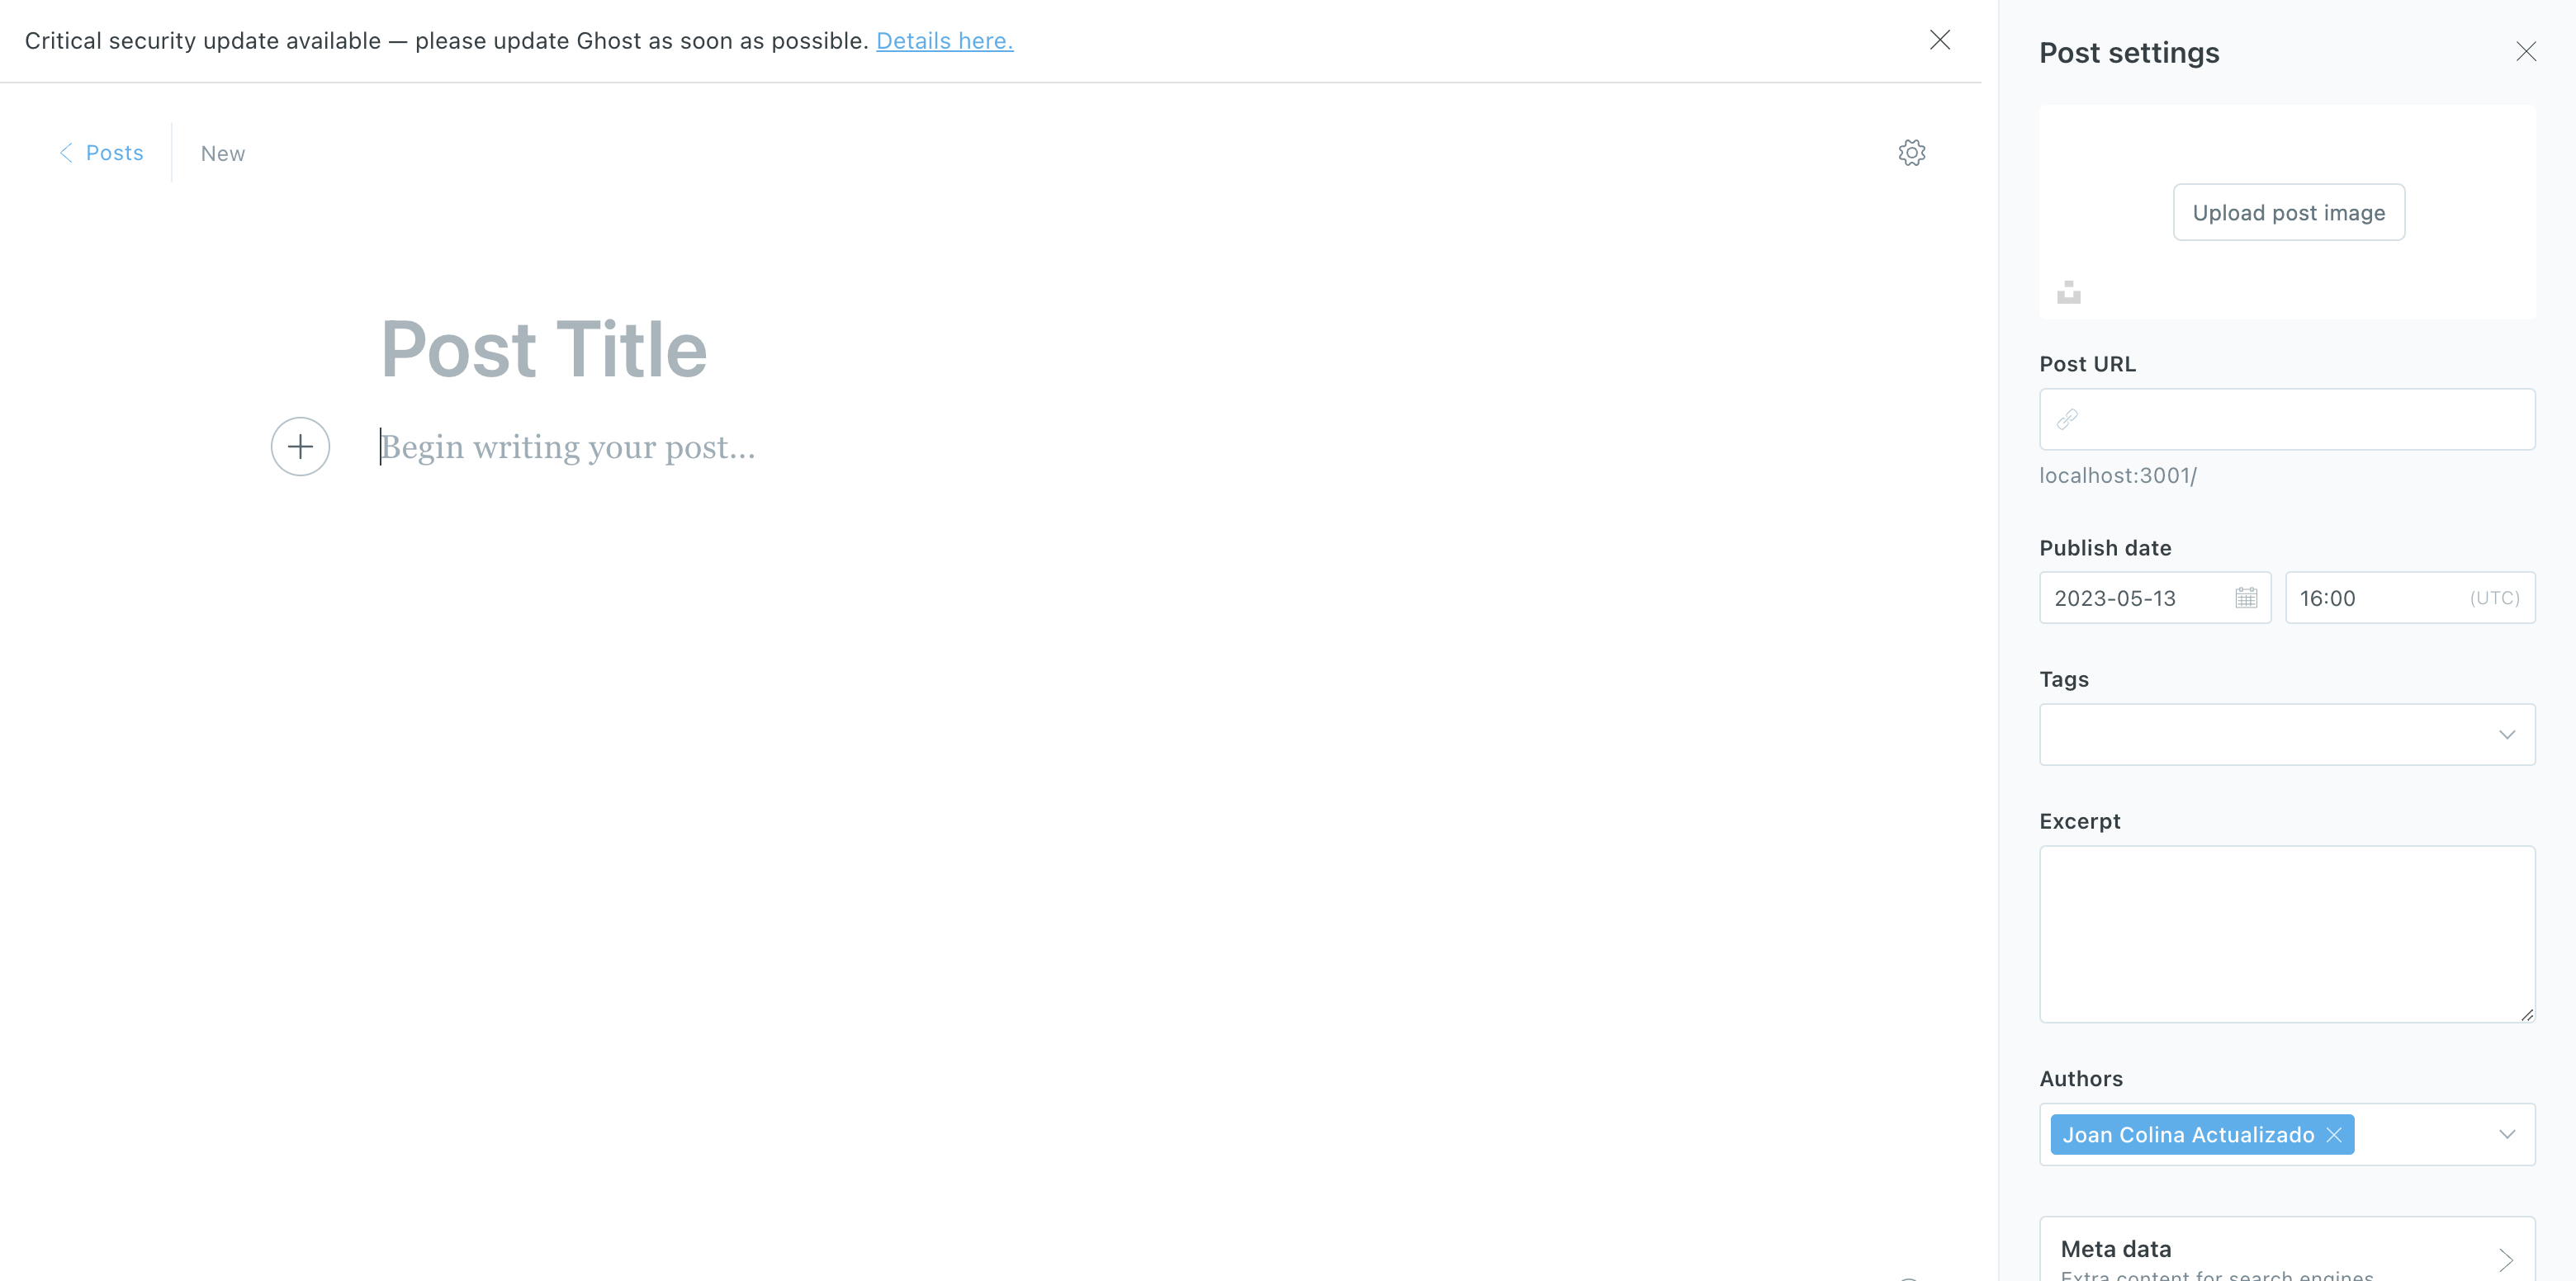 Critical security update available — please update Ghost as soon as possible. Details here.
Posts
New
Post Title
Begin writing your post...
Post settings
Upload post image
Post URL
localhost:3001/
Publish date
2023-05-13
16:00 (UTC)
Tags
Excerpt
Authors
Joan Colina Actualizado
Meta data
Extra content for search engines